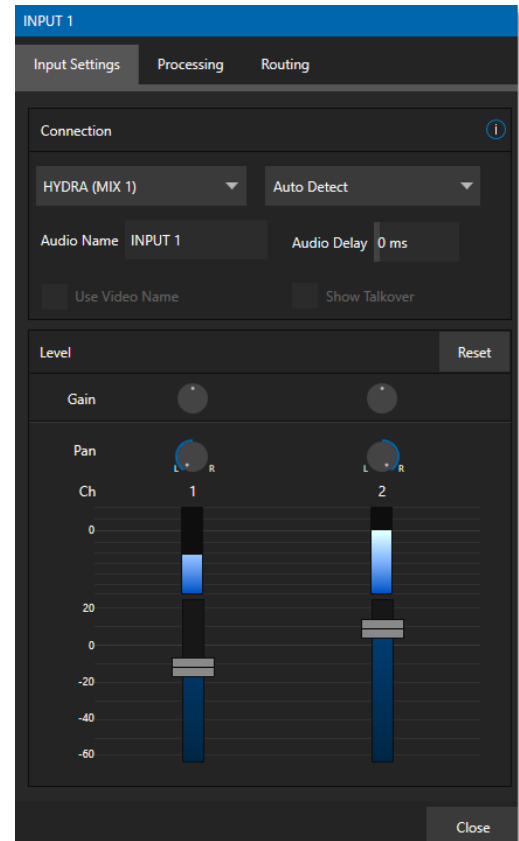 INPUT 1
Input Settings Processing Routing
Connection i
HYDRA (MIX 1) Auto Detect
Audio Name INPUT 1 Audio Delay 0 ms
Use Video Name Show Talkover
Level Reset
Gain
Pan L R L R
Ch 1 2
0
20
0
-20
-40
-60
Close